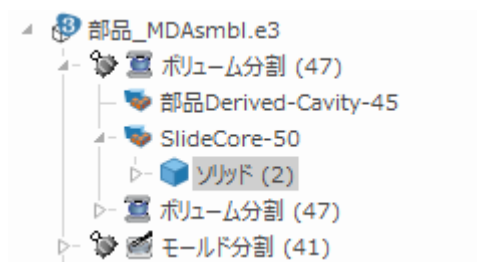 部品_MDAsmbl.e3
ボリューム分割 (47)
部品Derived-Cavity-45
SlideCore-50
ソリッド (2)
ボリューム分割 (47)
モールド分割 (41)